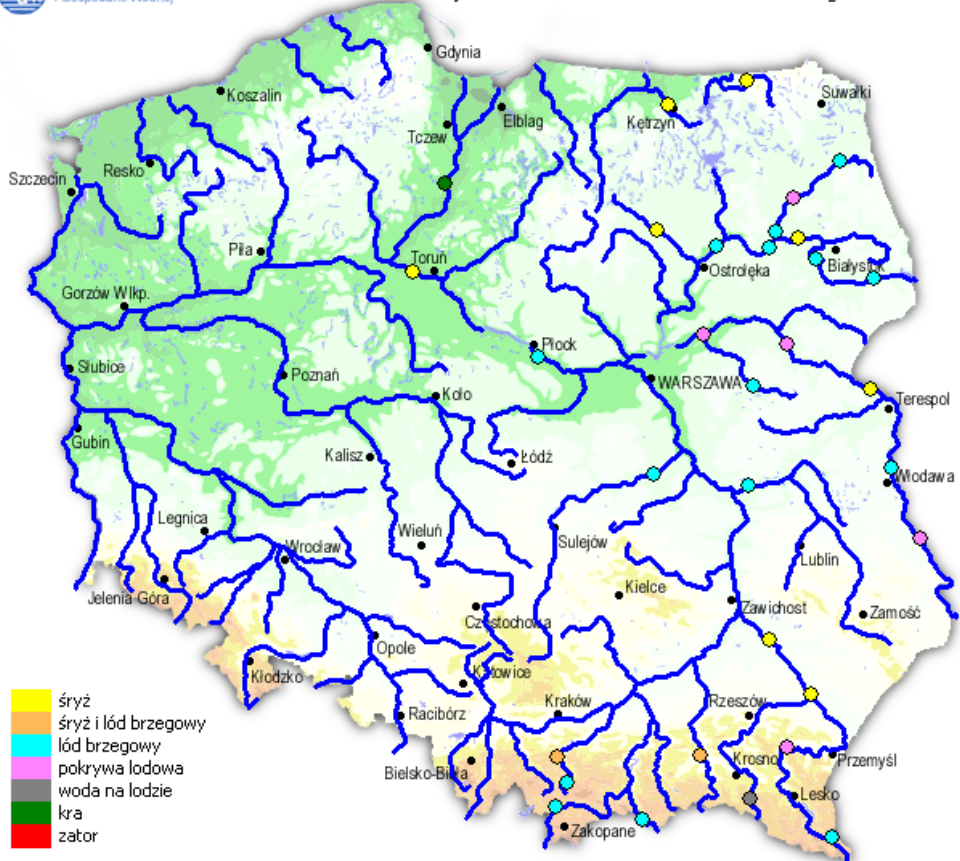 Gdynia
Koszalin
Suwałki
Elbląg
Kętrzyn
Tczew
Resko
Szczecin
Piła
Toruń
Białystok
Ostrołęka
Gorzów Wlkp.
Płock
Słubice
Poznań
WARSZAWA
Koło
Terespol
Gubin
Kalisz
Łódź
Włodawa
Legnica
Wieluń
Sulejów
Wrocław
Lublin
Jelenia Góra
Kielce
Zawichost
Zamość
Częstochowa
Opole
Kłodzko
Katowice
Kraków
Rzeszów
Racibórz
Krosno
Przemyśl
Bielsko-Biała
Lesko
Zakopane
śryż
śryż i lód brzegowy
lód brzegowy
pokrywa lodowa
woda na lodzie
kra
zator